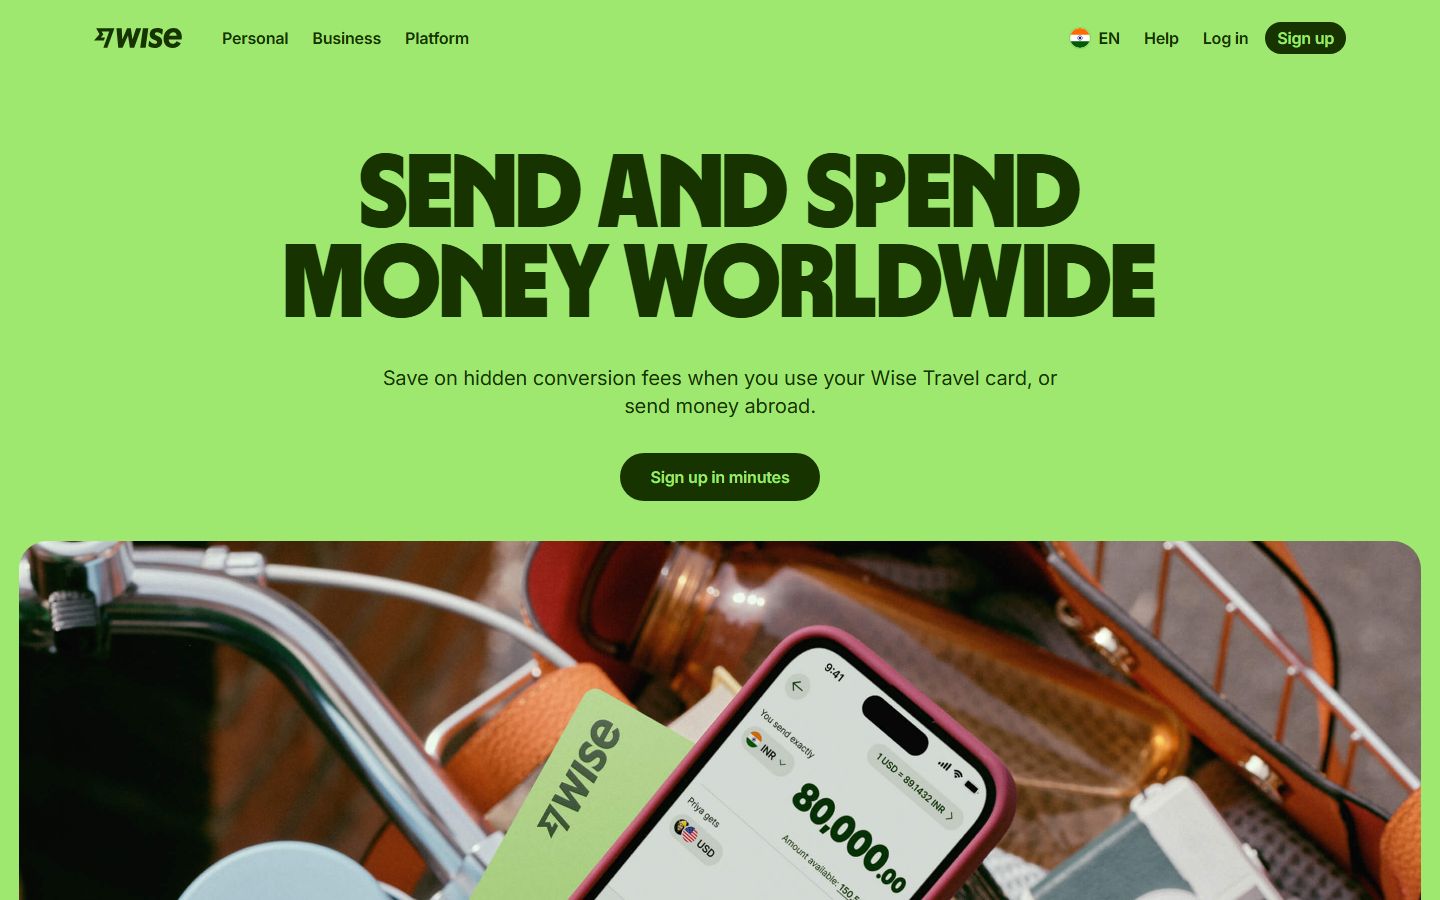 wise
Personal
Business
Platform
EN
Help
Log in
Sign up
SEND AND SPEND
MONEY WORLDWIDE
Save on hidden conversion fees when you use your Wise Travel card, or
send money abroad.
Sign up in minutes
wise
9:41
You send exactly
INR
1 USD = 89.1432 INR
80,000.00
Amount available:
Priya gets
USD